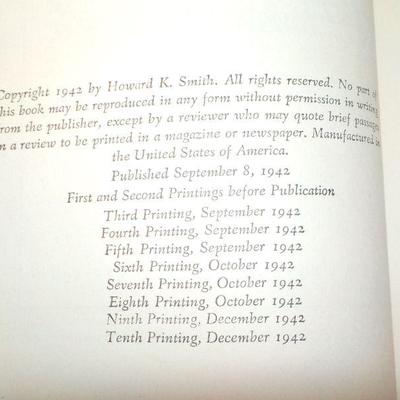 Copyright 1942 by Howard K. Smith. All rights reserved. No part of
this book may be reproduced in any form without permission in writing
from the publisher, except by a reviewer who may quote brief passages
in a review to be printed in a magazine or newspaper. Manufactured in
the United States of America.
Published September 8, 1942
First and Second Printings before Publication
Third Printing, September 1942
Fourth Printing, September 1942
Fifth Printing, September 1942
Sixth Printing, October 1942
Seventh Printing, October 1942
Eighth Printing, October 1942
Ninth Printing, December 1942
Tenth Printing, December 1942